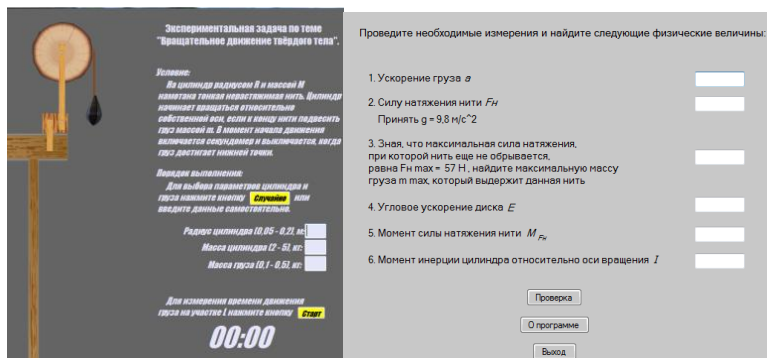 Экспериментальная задача по теме
"Вращательное движение твёрдого тела".
Условие:
На цилиндр радиусом R и массой М
намотана тонкая нерастяжимая нить. Цилиндр
начинает вращаться относительно
собственной оси, если к концу нити подвесить
груз массой m. В момент начала движения
включается секундомер и выключается, когда
груз достигает нижней точки.
Порядок выполнения:
Для выбора параметров цилиндра и
груза нажмите кнопку Случайно или
введите данные самостоятельно.
Радиус цилиндра (0,05 - 0,2), м:
Масса цилиндра (2 - 5), кг:
Масса груза (0,1 - 0,5), кг:
Для измерения времени движения
груза на участке L нажмите кнопку Старт
00:00
Проведите необходимые измерения и найдите следующие физические величины:
1. Ускорение груза a
2. Силу натяжения нити Fн
Принять g = 9,8 м/с^2
3. Зная, что максимальная сила натяжения,
при которой нить еще не обрывается,
равна Fн max = 57 Н, найдите максимальную массу
груза m max, который выдержит данная нить
4. Угловое ускорение диска E
5. Момент силы натяжения нити M Fн
6. Момент инерции цилиндра относительно оси вращения I
Проверка
О программе
Выход